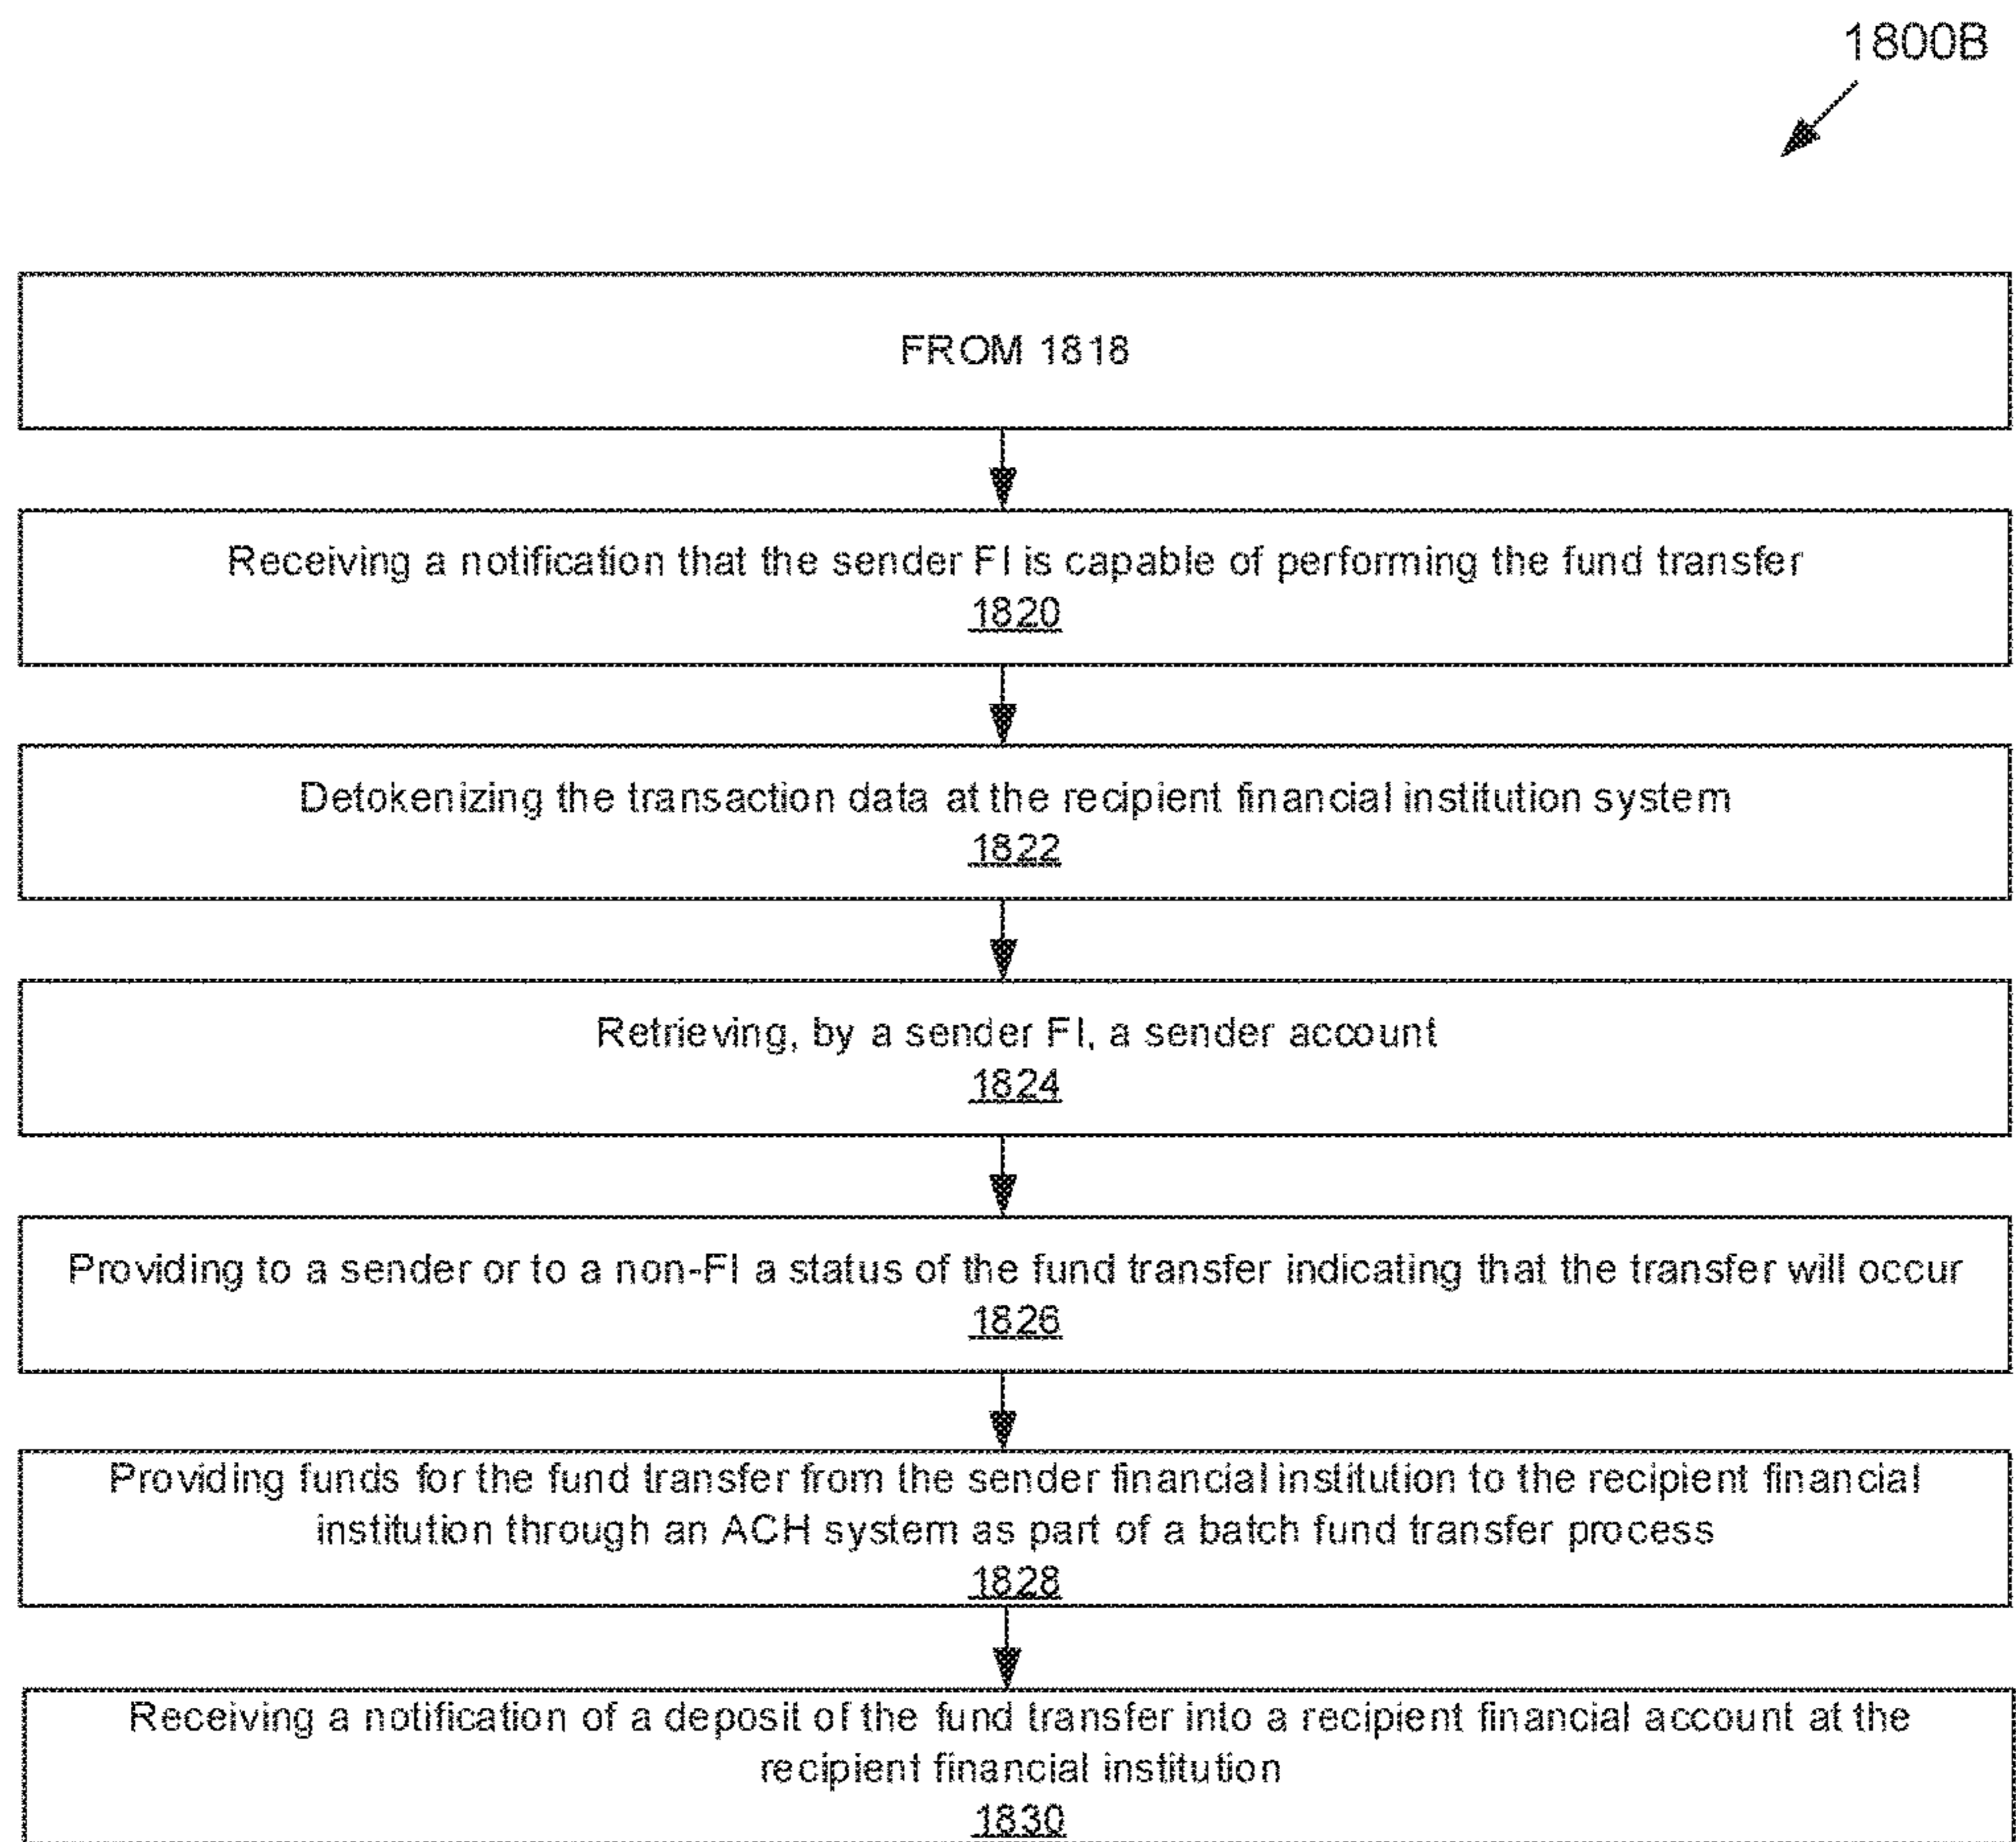 1800B
FROM 1818
Receiving a notification that the sender FI is capable of performing the fund transfer
1820
Detokenizing the transaction data at the recipient financial institution system
1822
Retrieving, by a sender FI, a sender account
1824
Providing to a sender or to a non-FI a status of the fund transfer indicating that the transfer will occur
1826
Providing funds for the fund transfer from the sender financial institution to the recipient financial
institution through an ACH system as part of a batch fund transfer process
1828
Receiving a notification of a deposit of the fund transfer into a recipient financial account at the
recipient financial institution
1830